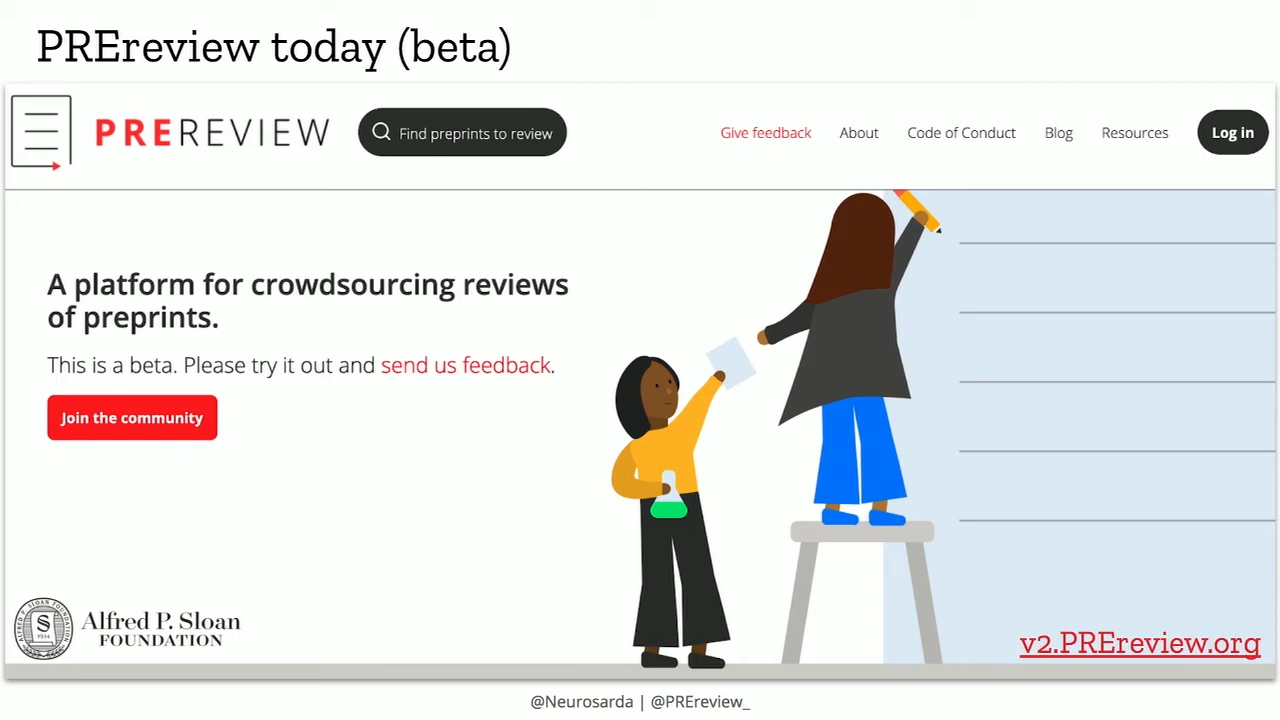 PREreview today (beta)
PREREVIEW
Find preprints to review
Give feedback
About
Code of Conduct
Blog
Resources
Log in
A platform for crowdsourcing reviews
of preprints.
This is a beta. Please try it out and send us feedback.
Join the community
Alfred P. Sloan
FOUNDATION
1934
v2.PREreview.org
@Neurosarda | @PREreview_